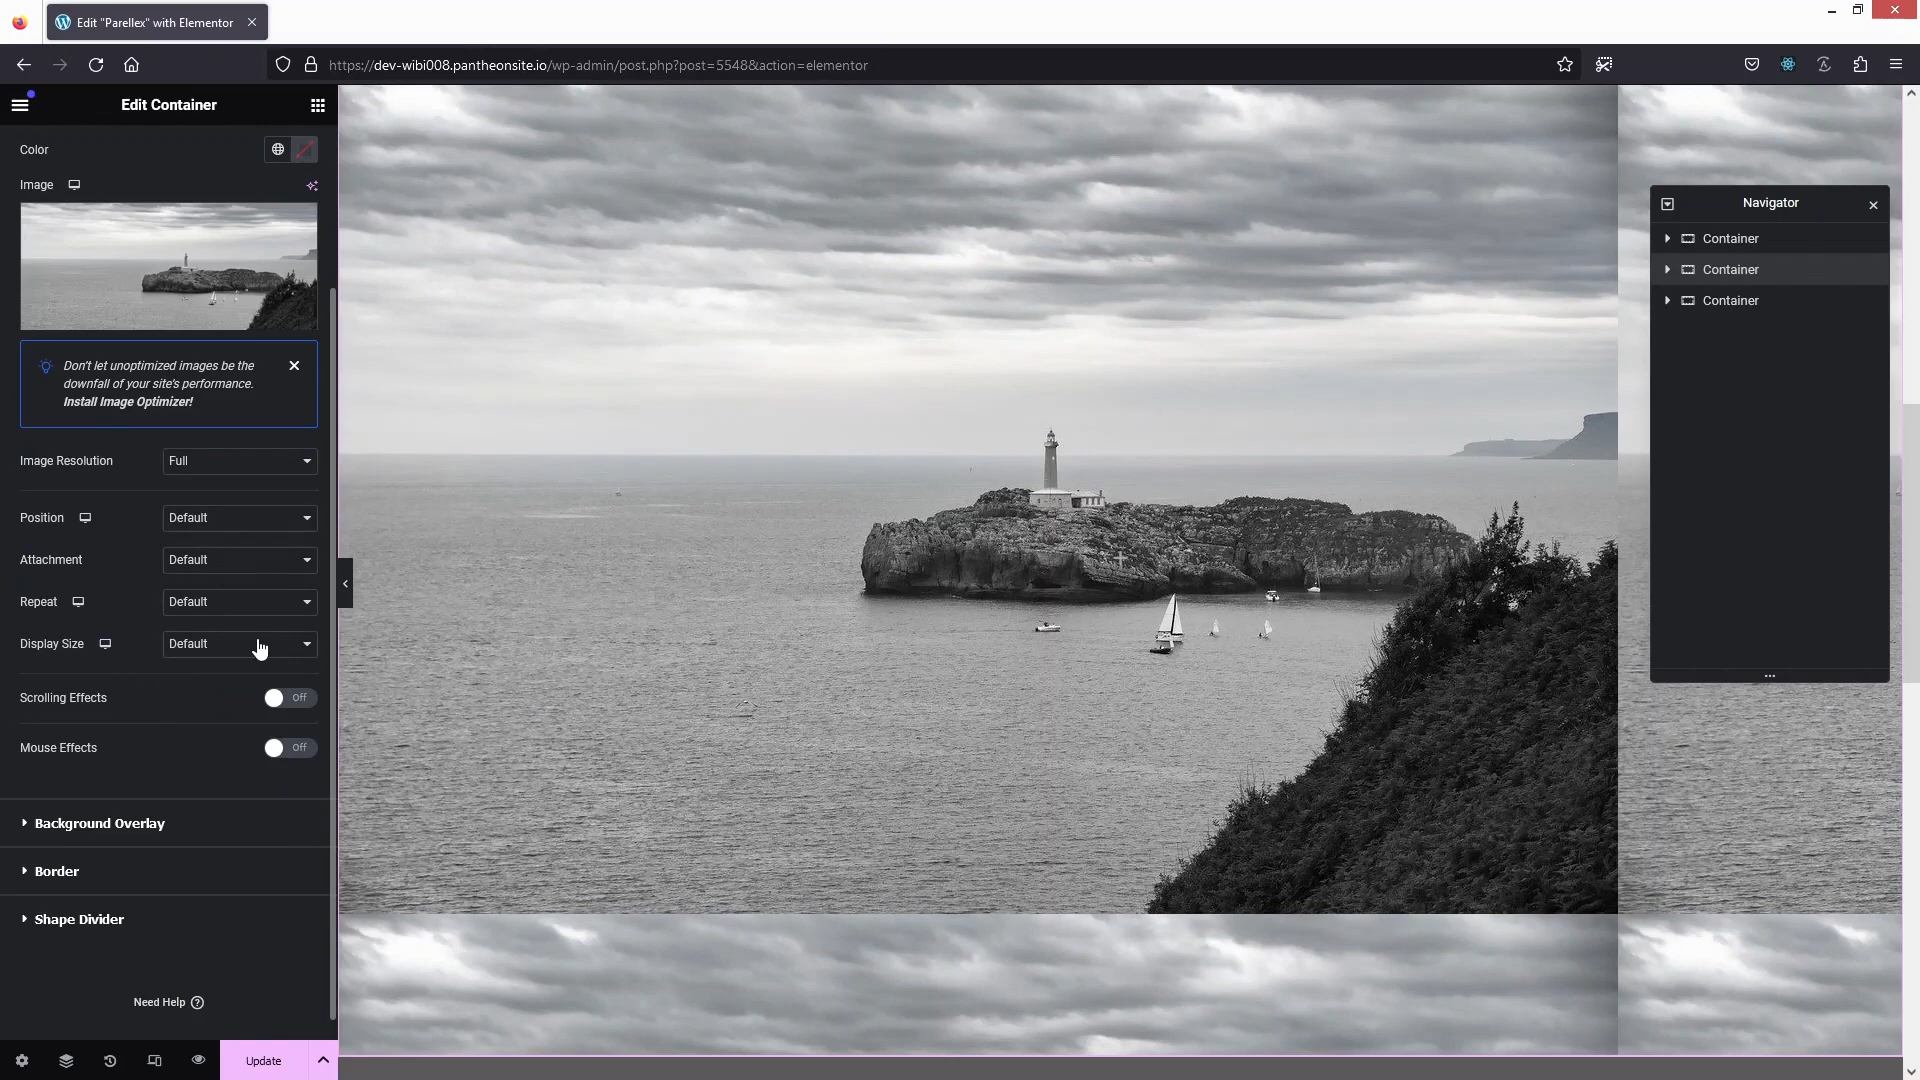 Edit "Parellex" with Elementor
https://dev-wibi008.pantheonsite.io/wp-admin/post.php?post=5548&action=elementor
Edit Container
Color
Image
Don't let unoptimized images be the
downfall of your site's performance.
Install Image Optimizer!
Image Resolution Full
Position Default
Attachment Default
Repeat Default
Display Size Default
Scrolling Effects Off
Mouse Effects Off
Background Overlay
Border
Shape Divider
Need Help
Update
Navigator
Container
Container
Container